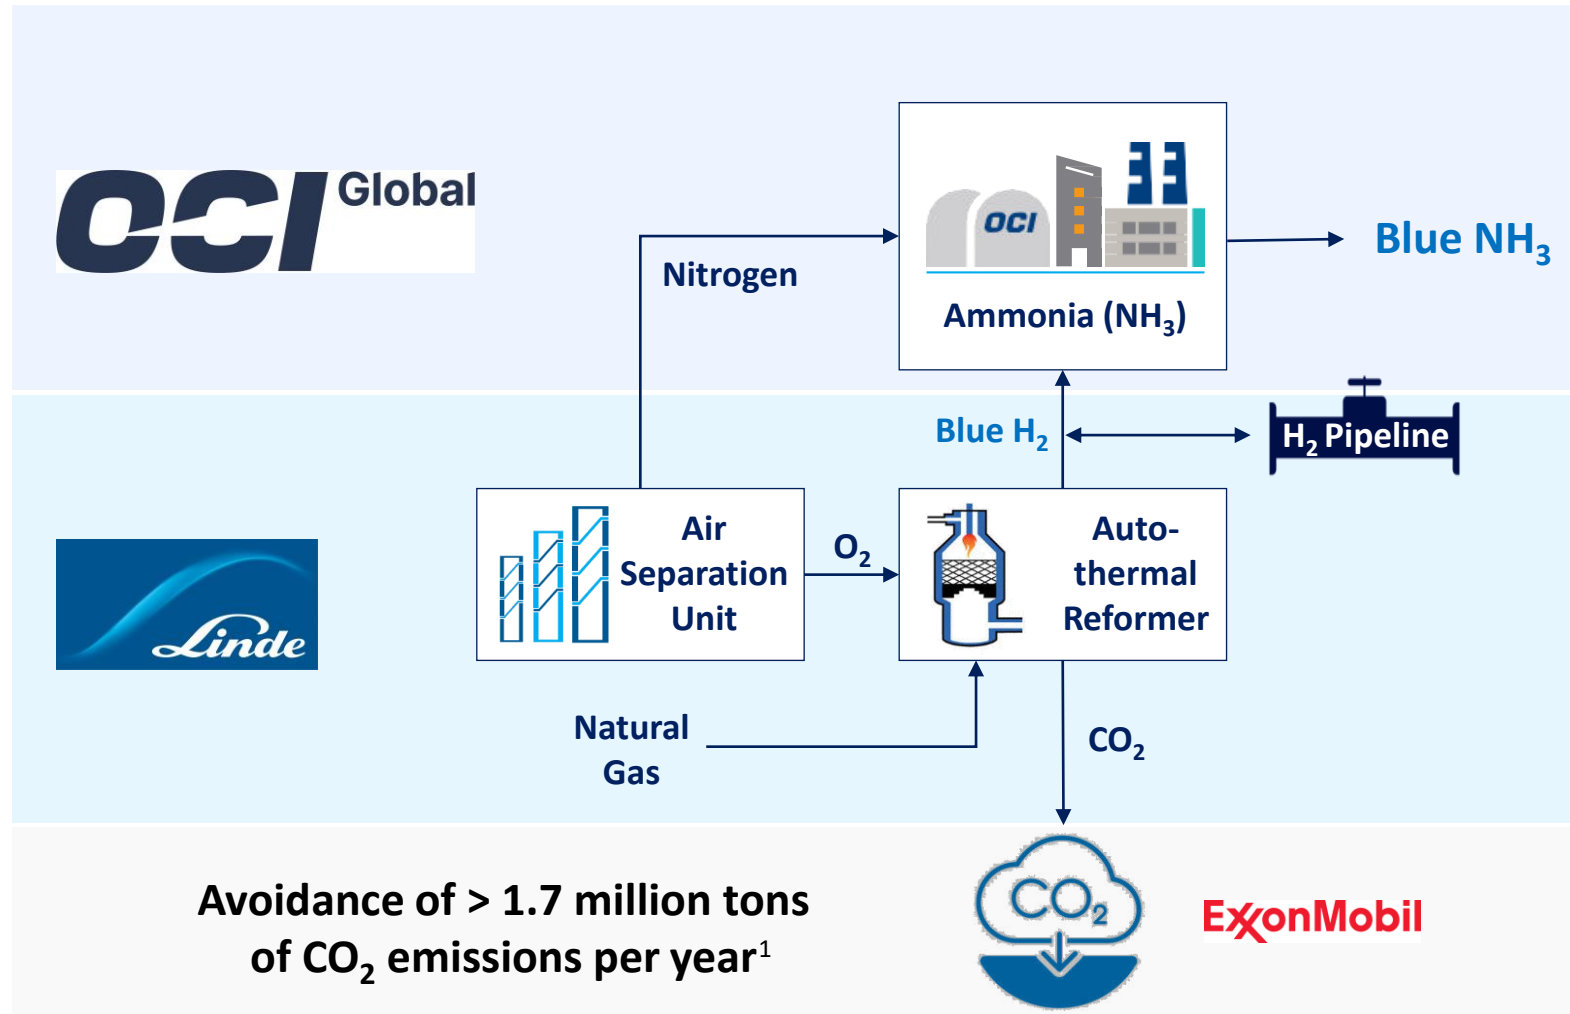 OCI Global
OCI
Ammonia (NH₃)
Nitrogen
Blue NH₃
Blue H₂
H₂ Pipeline
Linde
Air
Separation
Unit
O₂
Auto-
thermal
Reformer
Natural
Gas
CO₂
Avoidance of > 1.7 million tons
of CO₂ emissions per year¹
CO₂
ExxonMobil